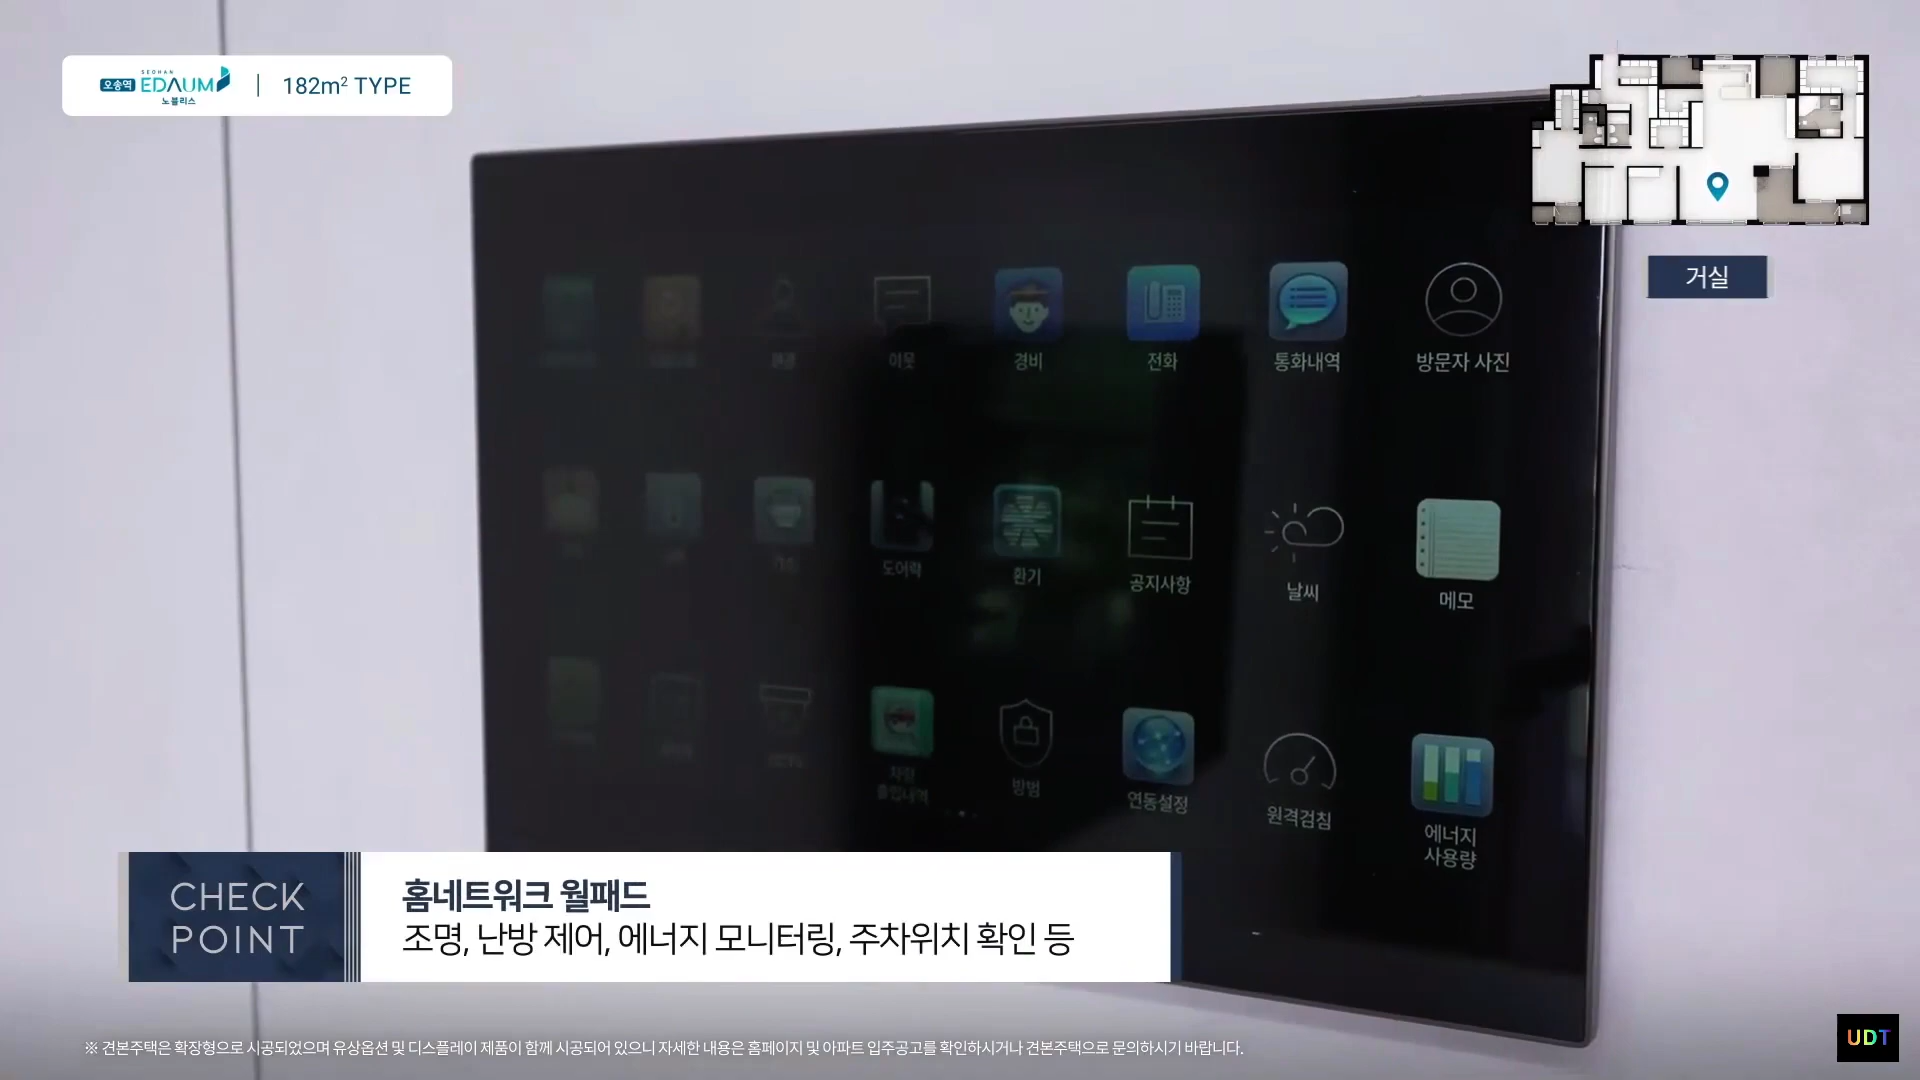 SEOHAN
오송역 EDAUM 노블리스
182m² TYPE
거실
여못
경비
전화
통화내역
방문자 사진
도어락
환기
공지사항
날씨
메모
차량
출입내역
방범
연동설정
원격검침
에너지
사용량
CHECK
POINT
홈네트워크 월패드
조명, 난방 제어, 에너지 모니터링, 주차위치 확인 등
※ 견본주택은 확장형으로 시공되었으며 유상옵션 및 디스플레이 제품이 함께 시공되어 있으니 자세한 내용은 홈페이지 및 아파트 입주공고를 확인하시거나 견본주택으로 문의하시기 바랍니다.
UDT